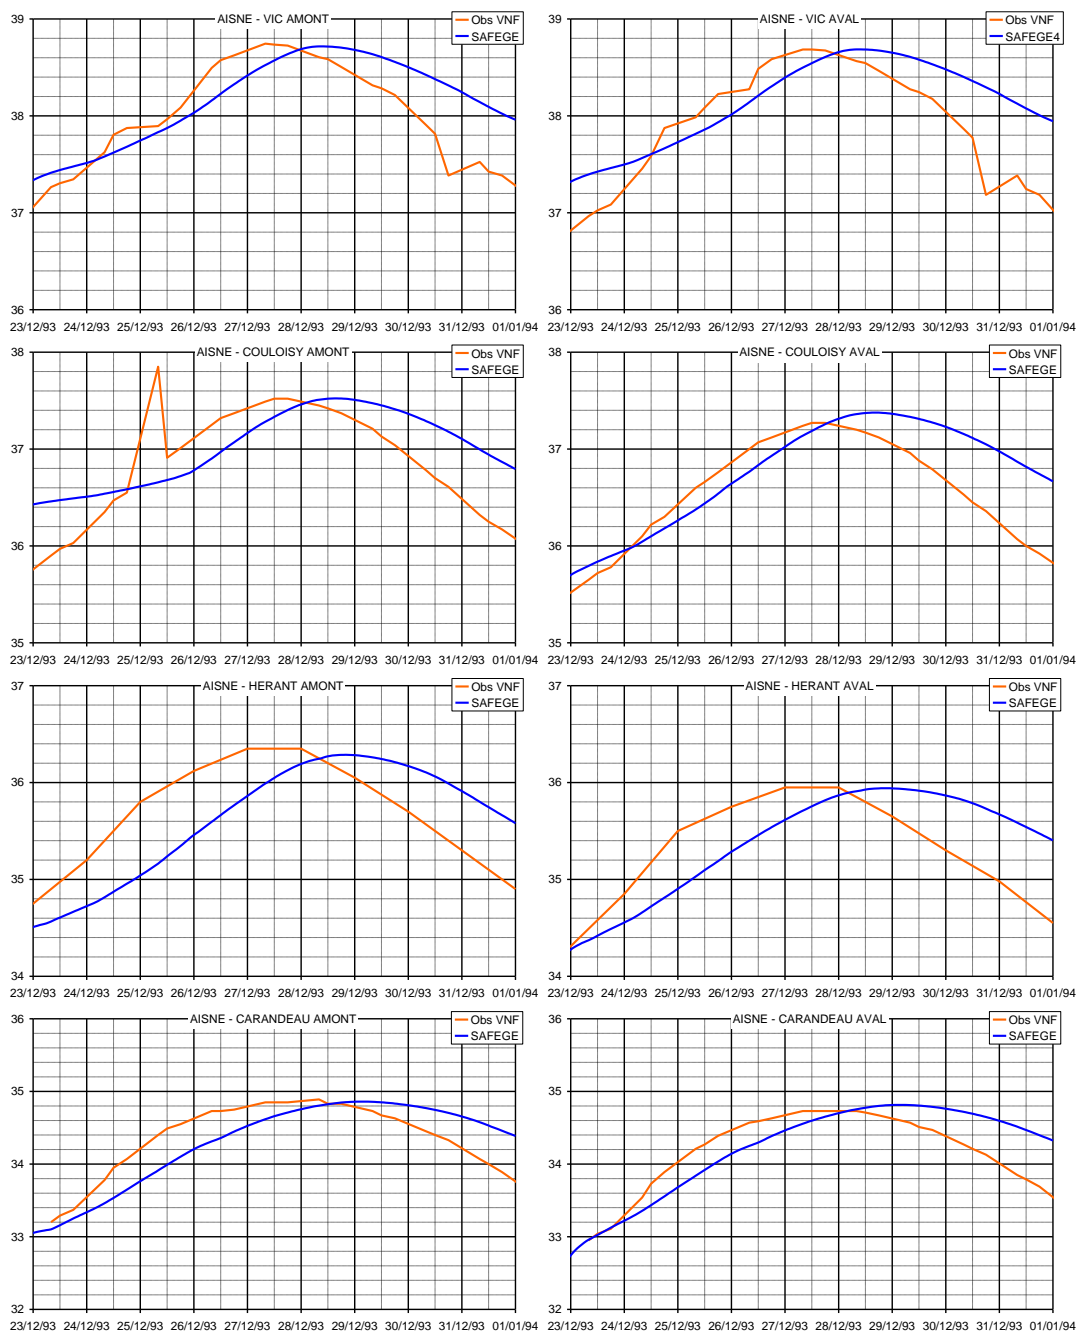 AISNE - VIC AMONT
Obs VNF
SAFEGE
39
38
37
36
23/12/93 24/12/93 25/12/93 26/12/93 27/12/93 28/12/93 29/12/93 30/12/93 31/12/93 01/01/94
AISNE - VIC AVAL
Obs VNF
SAFEGE4
39
38
37
36
23/12/93 24/12/93 25/12/93 26/12/93 27/12/93 28/12/93 29/12/93 30/12/93 31/12/93 01/01/94
AISNE - COULOISY AMONT
Obs VNF
SAFEGE
38
37
36
35
23/12/93 24/12/93 25/12/93 26/12/93 27/12/93 28/12/93 29/12/93 30/12/93 31/12/93 01/01/94
AISNE - COULOISY AVAL
Obs VNF
SAFEGE
38
37
36
35
23/12/93 24/12/93 25/12/93 26/12/93 27/12/93 28/12/93 29/12/93 30/12/93 31/12/93 01/01/94
AISNE - HERANT AMONT
Obs VNF
SAFEGE
37
36
35
34
23/12/93 24/12/93 25/12/93 26/12/93 27/12/93 28/12/93 29/12/93 30/12/93 31/12/93 01/01/94
AISNE - HERANT AVAL
Obs VNF
SAFEGE
37
36
35
34
23/12/93 24/12/93 25/12/93 26/12/93 27/12/93 28/12/93 29/12/93 30/12/93 31/12/93 01/01/94
AISNE - CARANDEAU AMONT
Obs VNF
SAFEGE
36
35
34
33
32
23/12/93 24/12/93 25/12/93 26/12/93 27/12/93 28/12/93 29/12/93 30/12/93 31/12/93 01/01/94
AISNE - CARANDEAU AVAL
Obs VNF
SAFEGE
36
35
34
33
32
23/12/93 24/12/93 25/12/93 26/12/93 27/12/93 28/12/93 29/12/93 30/12/93 31/12/93 01/01/94